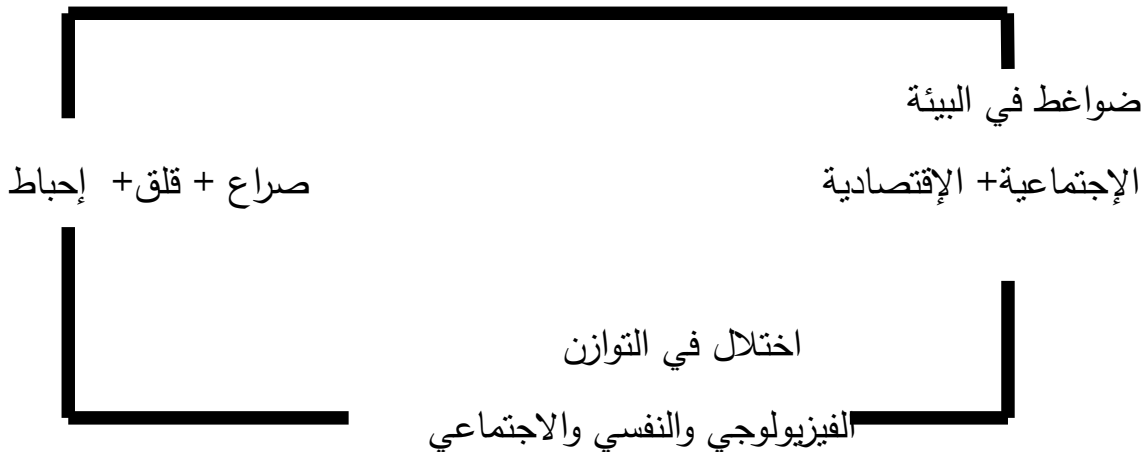 ضواغط في البيئة
الإجتماعية+ الإقتصادية
صراع + قلق+ إحباط
اختلال في التوازن
الفيزيولوجي والنفسي والاجتماعي